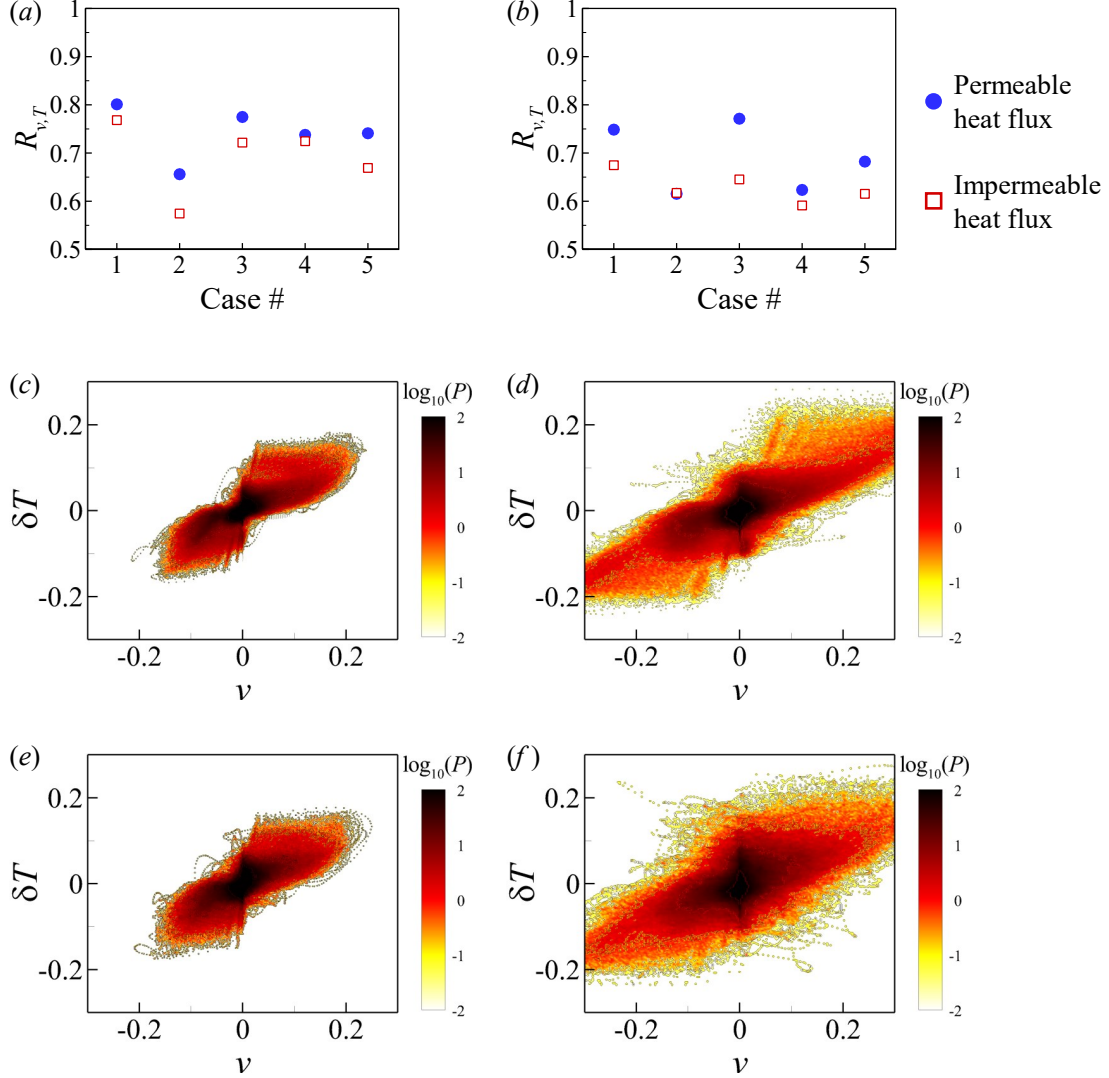 (a)
1
0.9
0.8
0.7
0.6
0.5
R_{v,T}
1 2 3 4 5
Case #
(b)
1
0.9
0.8
0.7
0.6
0.5
R_{v,T}
1 2 3 4 5
Case #
Permeable
heat flux
Impermeable
heat flux
(c)
0.2
0
-0.2
δT
-0.2 0 0.2
v
log₁₀(P)
2
1
0
-1
-2
(d)
0.2
0
-0.2
δT
-0.2 0 0.2
v
log₁₀(P)
2
1
0
-1
-2
(e)
0.2
0
-0.2
δT
-0.2 0 0.2
v
log₁₀(P)
2
1
0
-1
-2
(f)
0.2
0
-0.2
δT
-0.2 0 0.2
v
log₁₀(P)
2
1
0
-1
-2